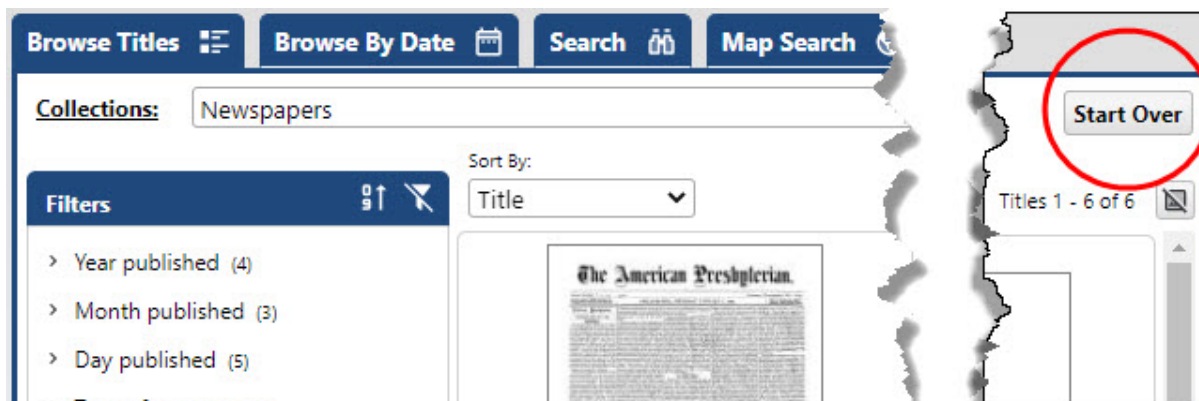 Browse Titles
Browse By Date
Search
Map Search
Start Over
Collections:
Newspapers
Sort By:
Title
Titles 1 - 6 of 6
Filters
Year published (4)
Month published (3)
Day published (5)
The American Presbyterian.